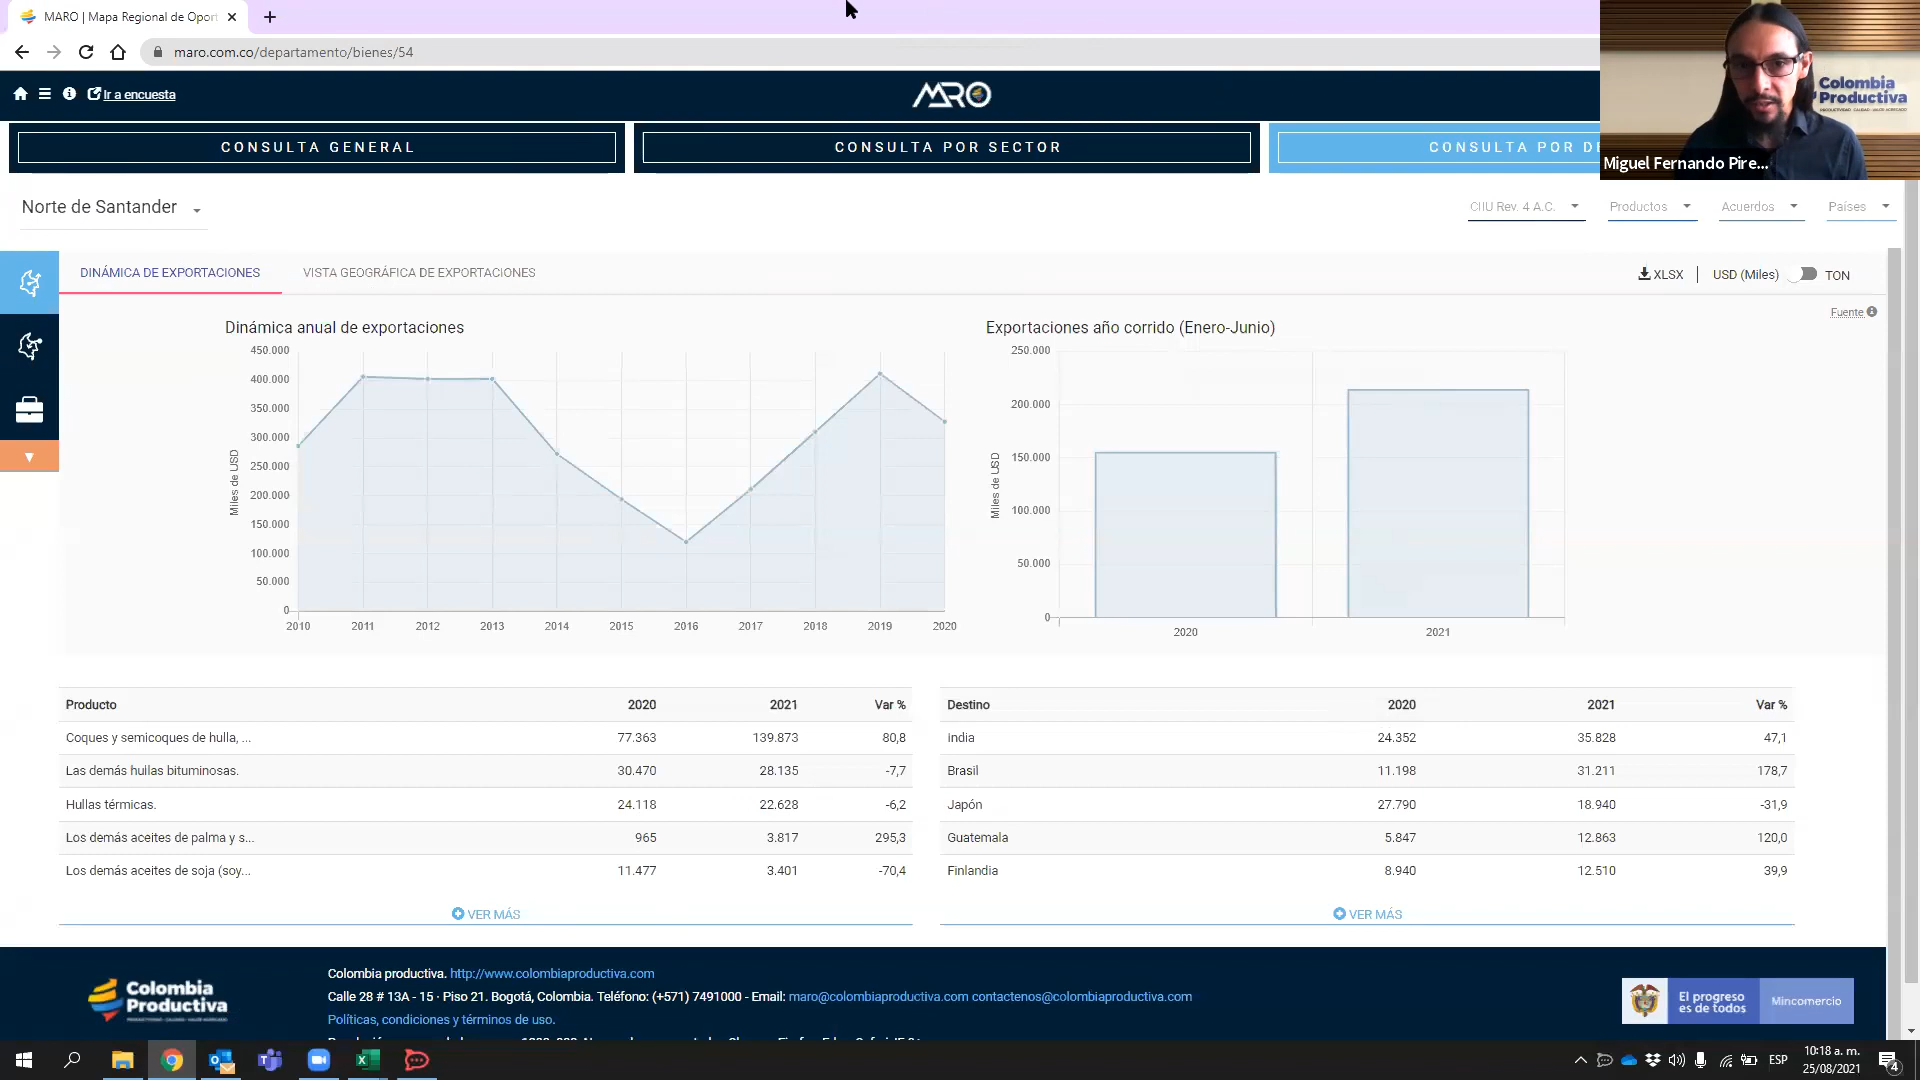 MARO | Mapa Regional de Oport
maro.com.co/departamento/bienes/54
Ir a encuesta
MRO
Colombia
Productiva
CONSULTA GENERAL
CONSULTA POR SECTOR
CONSULTA POR DE
Miguel Fernando Pire...
Norte de Santander
CIIU Rev. 4 A.C.
Productos
Acuerdos
Países
DINÁMICA DE EXPORTACIONES
VISTA GEOGRÁFICA DE EXPORTACIONES
XLSX
USD (Miles)
TON
Fuente
Dinámica anual de exportaciones
450.000
400.000
350.000
300.000
250.000
200.000
150.000
100.000
50.000
0
Miles de USD
2010 2011 2012 2013 2014 2015 2016 2017 2018 2019 2020
Exportaciones año corrido (Enero-Junio)
250.000
200.000
150.000
100.000
50.000
0
Miles de USD
2020 2021
Producto 2020 2021 Var %
Coques y semicoques de hulla, ... 77.363 139.873 80,8
Las demás hullas bituminosas. 30.470 28.135 -7,7
Hullas térmicas. 24.118 22.628 -6,2
Los demás aceites de palma y s... 965 3.817 295,3
Los demás aceites de soja (soy... 11.477 3.401 -70,4
VER MÁS
Destino 2020 2021 Var %
India 24.352 35.828 47,1
Brasil 11.198 31.211 178,7
Japón 27.790 18.940 -31,9
Guatemala 5.847 12.863 120,0
Finlandia 8.940 12.510 39,9
VER MÁS
Colombia
Productiva
Colombia productiva. http://www.colombiaproductiva.com
Calle 28 # 13A - 15 · Piso 21. Bogotá, Colombia. Teléfono: (+571) 7491000 - Email: maro@colombiaproductiva.com contactenos@colombiaproductiva.com
Políticas, condiciones y términos de uso.
El progreso
es de todos
Mincomercio
ESP
10:18 a. m.
25/08/2021
4